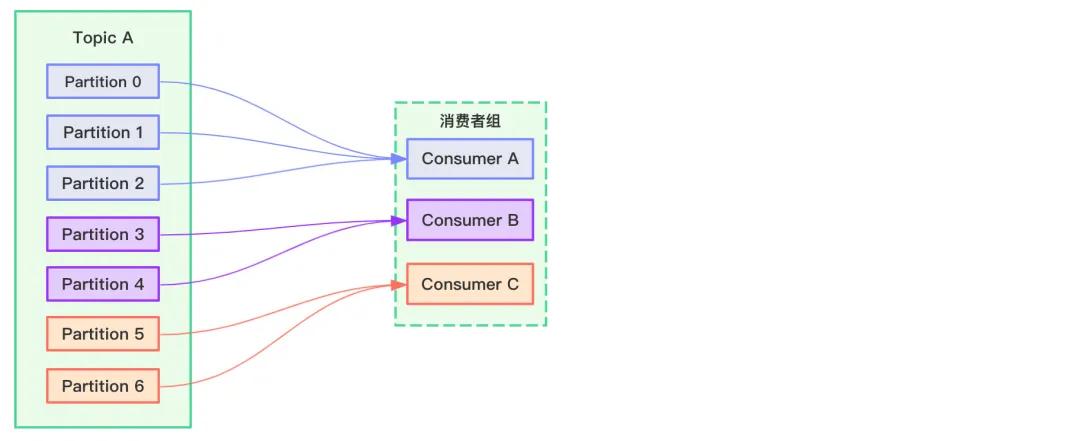 Topic A
Partition 0
Partition 1
Partition 2
Partition 3
Partition 4
Partition 5
Partition 6
消费者组
Consumer A
Consumer B
Consumer C